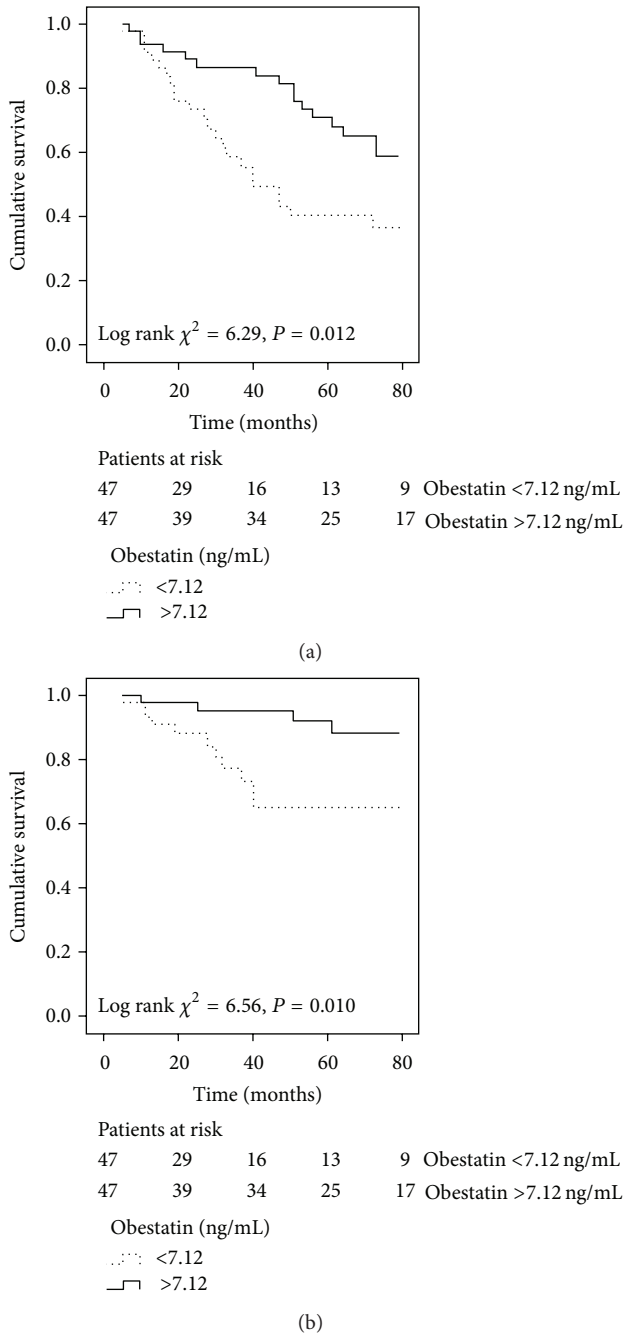 1.0
0.8
0.6
0.4
0.2
0.0
Cumulative survival
Log rank χ² = 6.29, P = 0.012
0 20 40 60 80
Time (months)
Patients at risk
47 29 16 13 9 Obestatin <7.12 ng/mL
47 39 34 25 17 Obestatin >7.12 ng/mL
Obestatin (ng/mL)
<7.12
>7.12
(a)
1.0
0.8
0.6
0.4
0.2
0.0
Cumulative survival
Log rank χ² = 6.56, P = 0.010
0 20 40 60 80
Time (months)
Patients at risk
47 29 16 13 9 Obestatin <7.12 ng/mL
47 39 34 25 17 Obestatin >7.12 ng/mL
Obestatin (ng/mL)
<7.12
>7.12
(b)